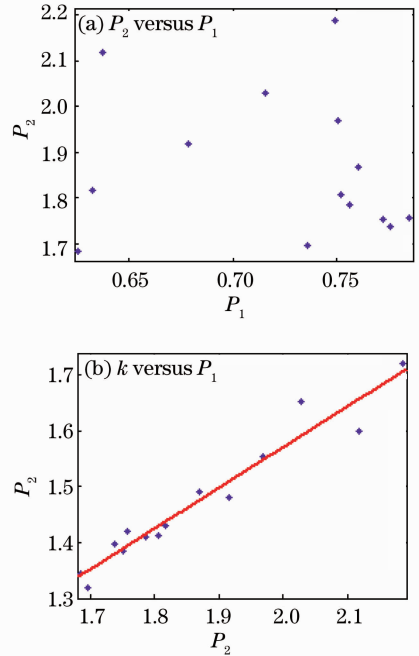 (a) P₂ versus P₁
2.2
2.1
2.0
1.9
1.8
1.7
P₂
0.65 0.70 0.75
P₁
(b) k versus P₁
1.7
1.6
1.5
1.4
1.3
P₂
1.7 1.8 1.9 2.0 2.1
P₂